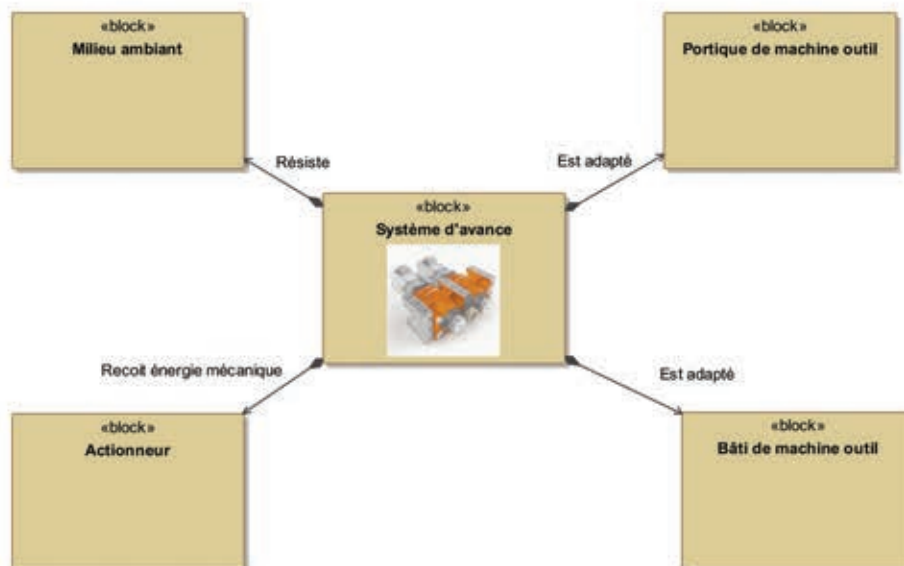 «block»
Milieu ambiant
«block»
Portique de machine outil
Résiste
Est adapté
«block»
Système d'avance
Recoit énergie mécanique
Est adapté
«block»
Actionneur
«block»
Bâti de machine outil